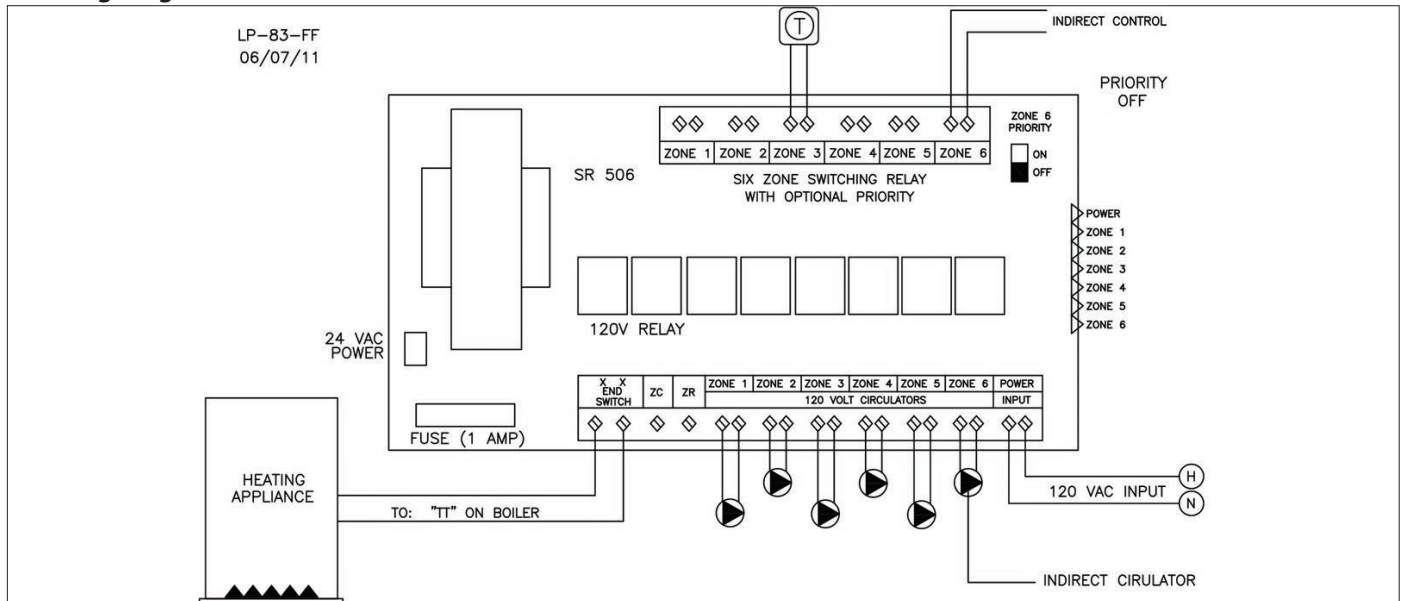 LP-83-FF
06/07/11
T
INDIRECT CONTROL
PRIORITY
OFF
ZONE 6
PRIORITY
ON
OFF
ZONE 1 ZONE 2 ZONE 3 ZONE 4 ZONE 5 ZONE 6
SR 506
SIX ZONE SWITCHING RELAY
WITH OPTIONAL PRIORITY
POWER
ZONE 1
ZONE 2
ZONE 3
ZONE 4
ZONE 5
ZONE 6
120V RELAY
24 VAC
POWER
FUSE (1 AMP)
X X
END
SWITCH
ZC
ZR
ZONE 1 ZONE 2 ZONE 3 ZONE 4 ZONE 5 ZONE 6
120 VOLT CIRCULATORS
POWER
INPUT
HEATING
APPLIANCE
TO: "TT" ON BOILER
120 VAC INPUT
H
N
INDIRECT CIRULATOR